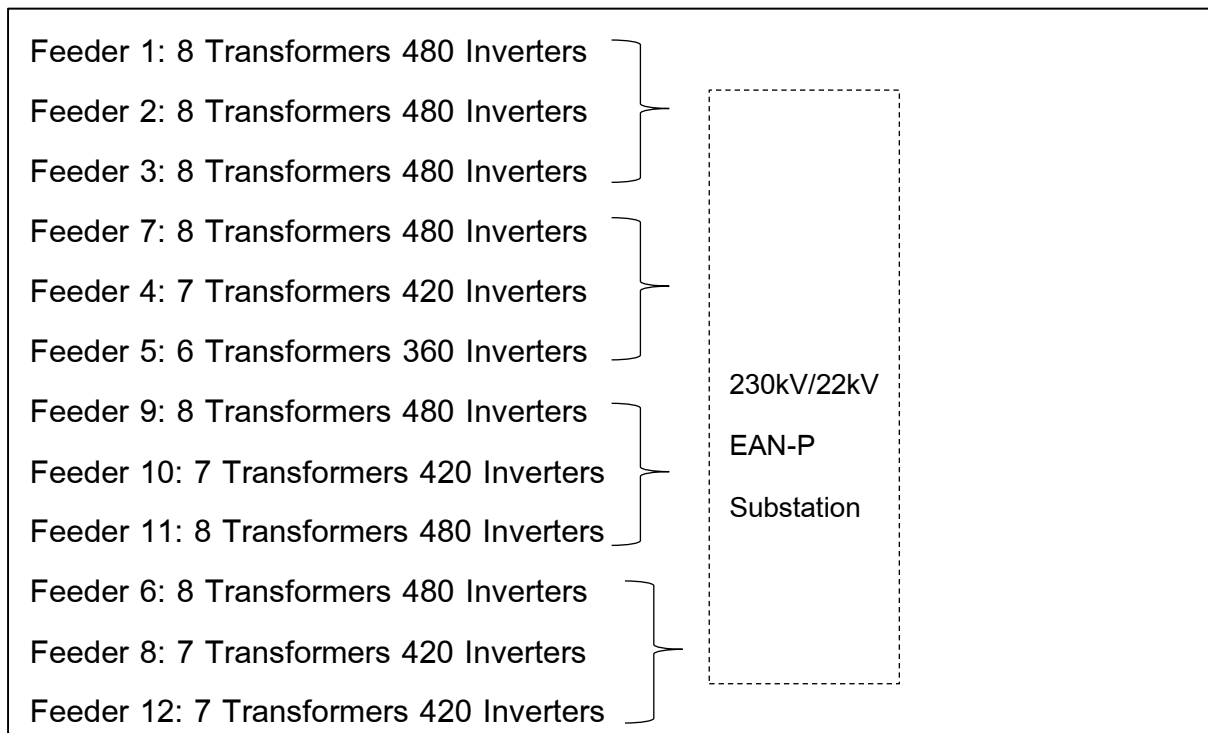 Feeder 1: 8 Transformers 480 Inverters
Feeder 2: 8 Transformers 480 Inverters
Feeder 3: 8 Transformers 480 Inverters
Feeder 7: 8 Transformers 480 Inverters
Feeder 4: 7 Transformers 420 Inverters
Feeder 5: 6 Transformers 360 Inverters
Feeder 9: 8 Transformers 480 Inverters
Feeder 10: 7 Transformers 420 Inverters
Feeder 11: 8 Transformers 480 Inverters
Feeder 6: 8 Transformers 480 Inverters
Feeder 8: 7 Transformers 420 Inverters
Feeder 12: 7 Transformers 420 Inverters
230kV/22kV
EAN-P
Substation